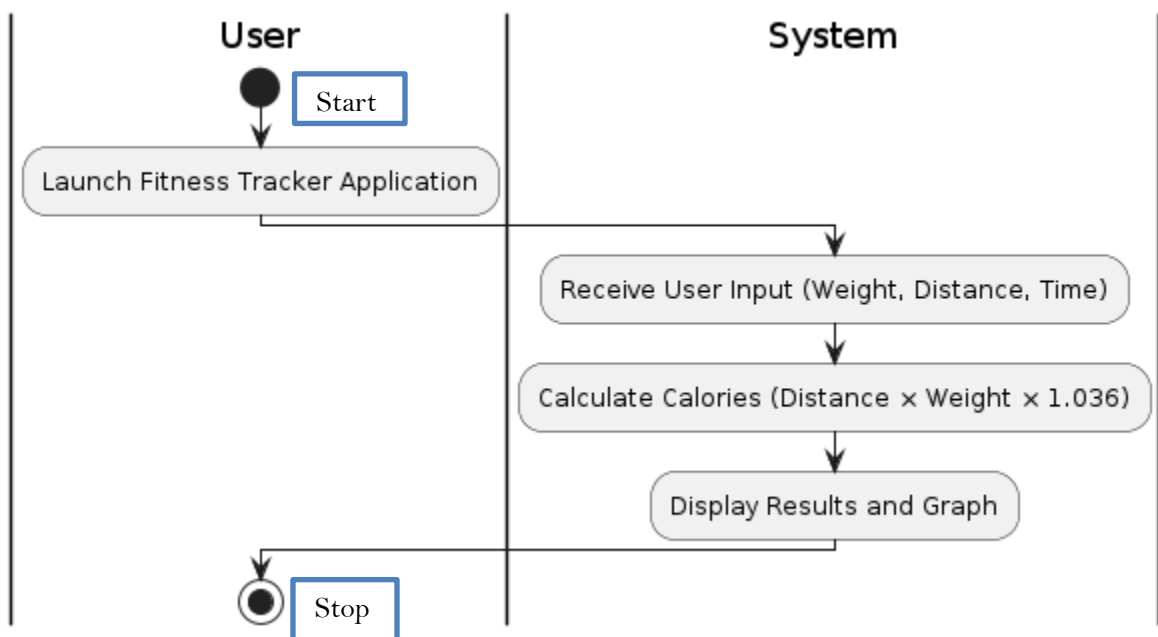 User
System
Start
Launch Fitness Tracker Application
Receive User Input (Weight, Distance, Time)
Calculate Calories (Distance × Weight × 1.036)
Display Results and Graph
Stop